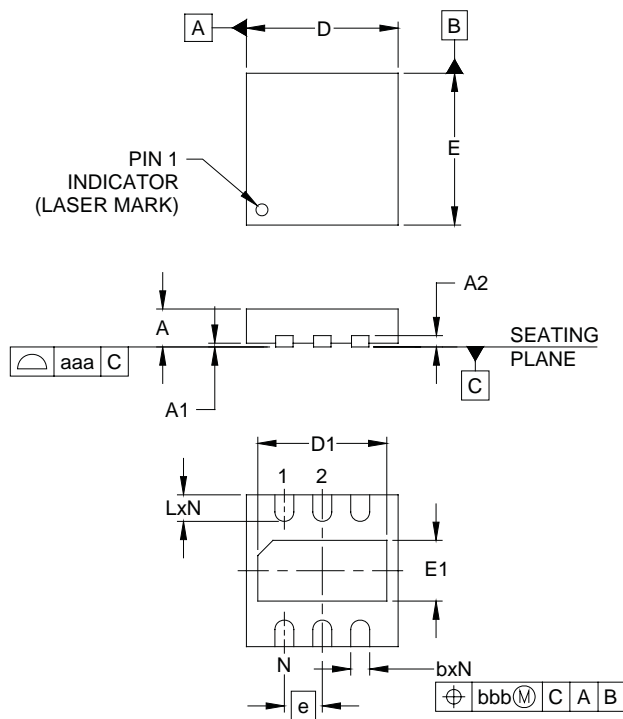 A
D
B
E
PIN 1
INDICATOR
(LASER MARK)
A
A2
SEATING
PLANE
aaa C
C
A1
D1
1 2
LxN
E1
N
bxN
e
bbb Ⓜ C A B